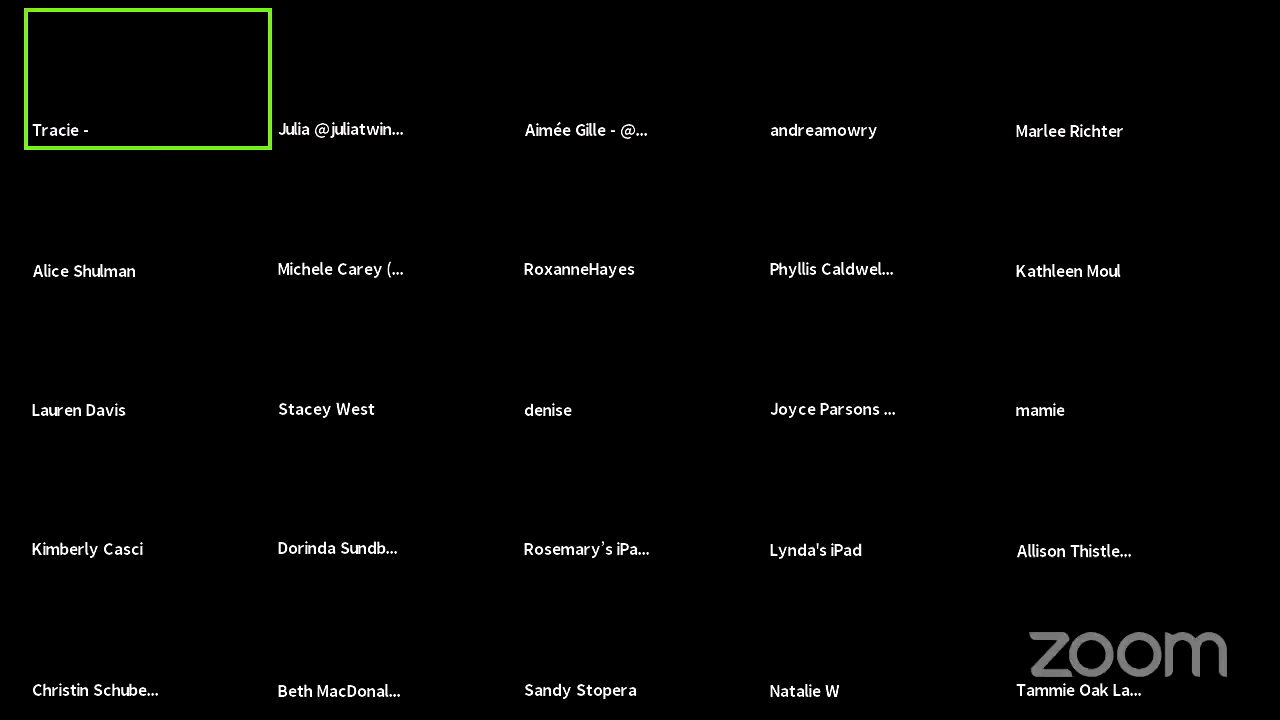 Tracie -
Julia @juliatwin...
Aimée Gille - @...
andreamowry
Marlee Richter
Alice Shulman
Michele Carey (...
RoxanneHayes
Phyllis Caldwel...
Kathleen Moul
Lauren Davis
Stacey West
denise
Joyce Parsons ...
mamie
Kimberly Casci
Dorinda Sundb...
Rosemary’s iPa...
Lynda's iPad
Allison Thistle...
zoom
Christin Schube...
Beth MacDonal...
Sandy Stopera
Natalie W
Tammie Oak La...